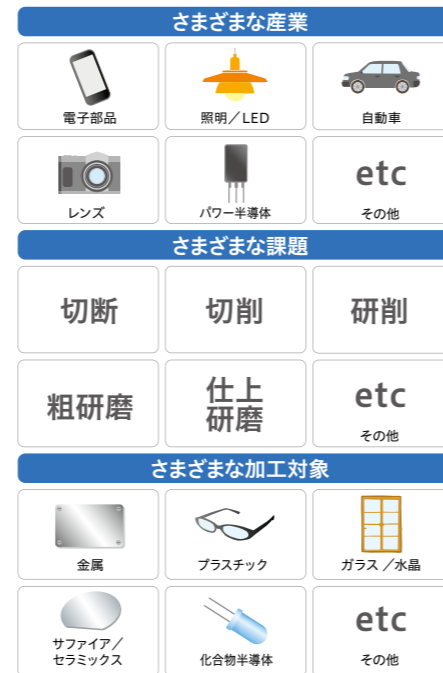 さまざまな産業
電子部品
照明／LED
自動車
レンズ
パワー半導体
etc
その他
さまざまな課題
切断
切削
研削
粗研磨
仕上
研磨
etc
その他
さまざまな加工対象
金属
プラスチック
ガラス ／水晶
サファイア／
セラミックス
化合物半導体
etc
その他